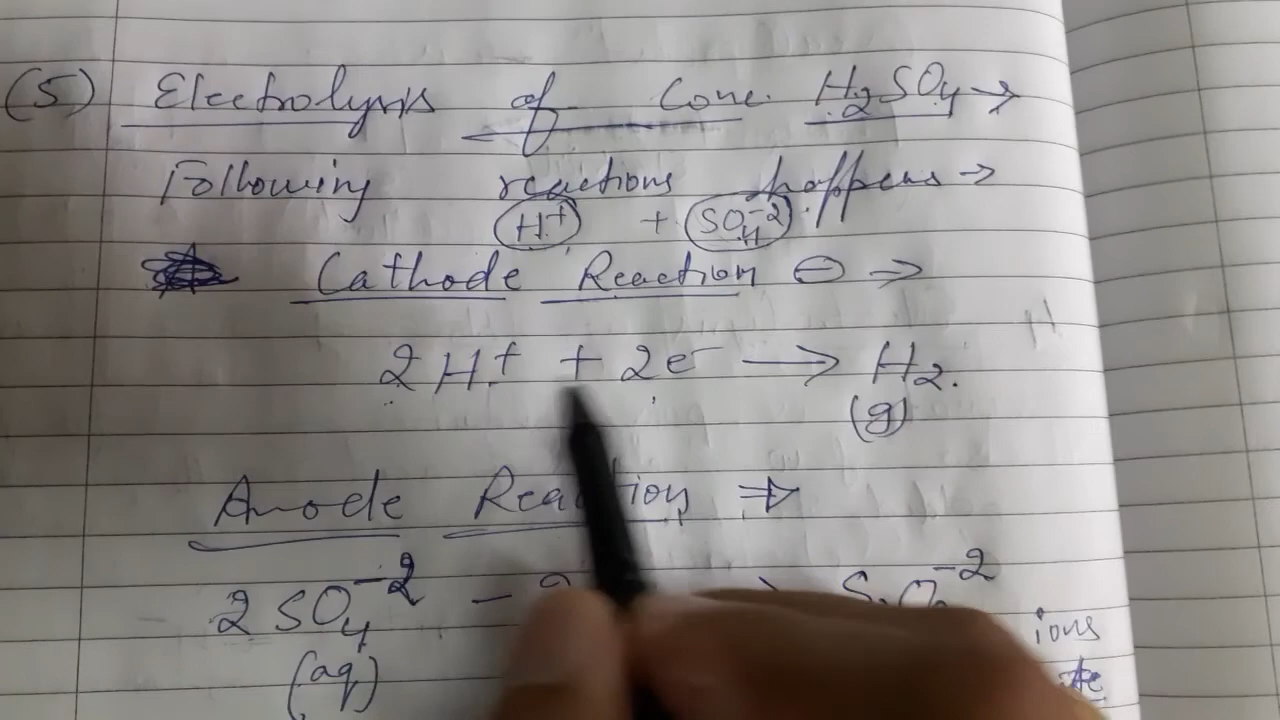 (5) Electrolysis of Conc. H₂SO₄ →
Following reactions happens →
H⁺ + SO₄⁻²
Cathode Reaction ⊖ →
2H⁺ + 2e⁻ → H₂.
(g)
Anode Reaction ⇒
2SO₄⁻² −
(aq)
ions